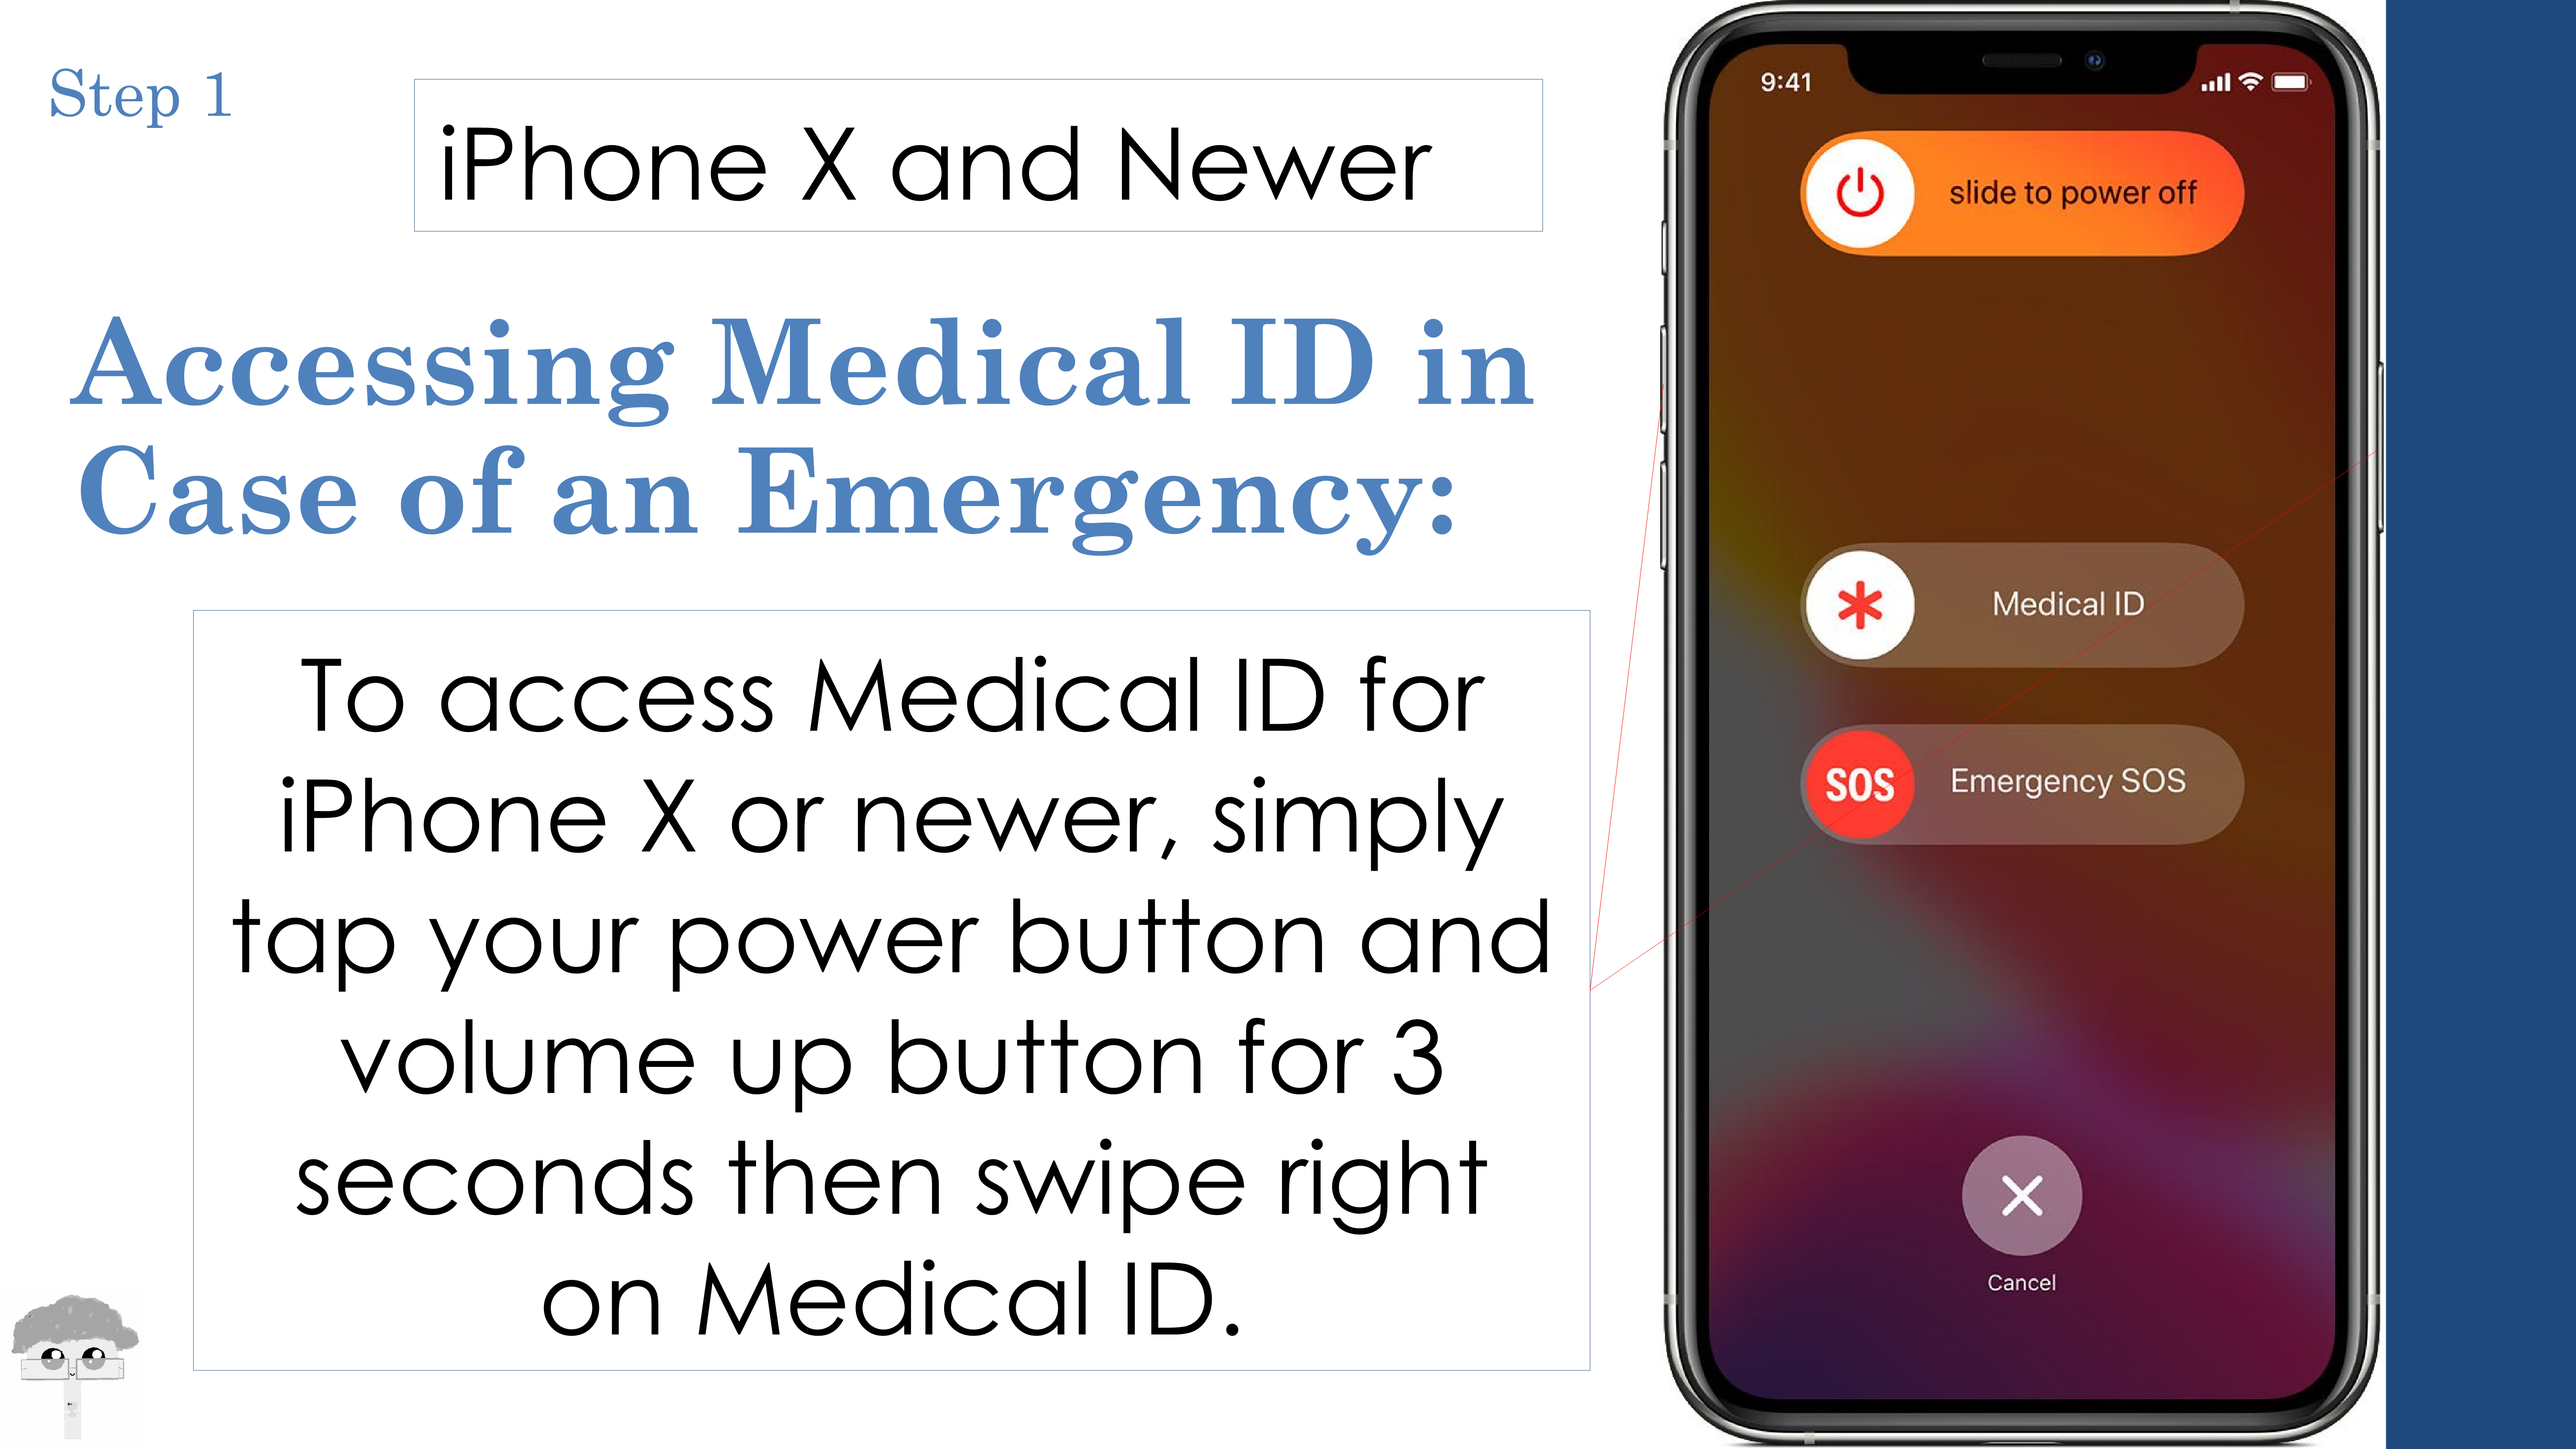 Step 1
iPhone X and Newer
Accessing Medical ID in
Case of an Emergency:
To access Medical ID for
iPhone X or newer, simply
tap your power button and
volume up button for 3
seconds then swipe right
on Medical ID.
9:41
slide to power off
Medical ID
SOS Emergency SOS
Cancel